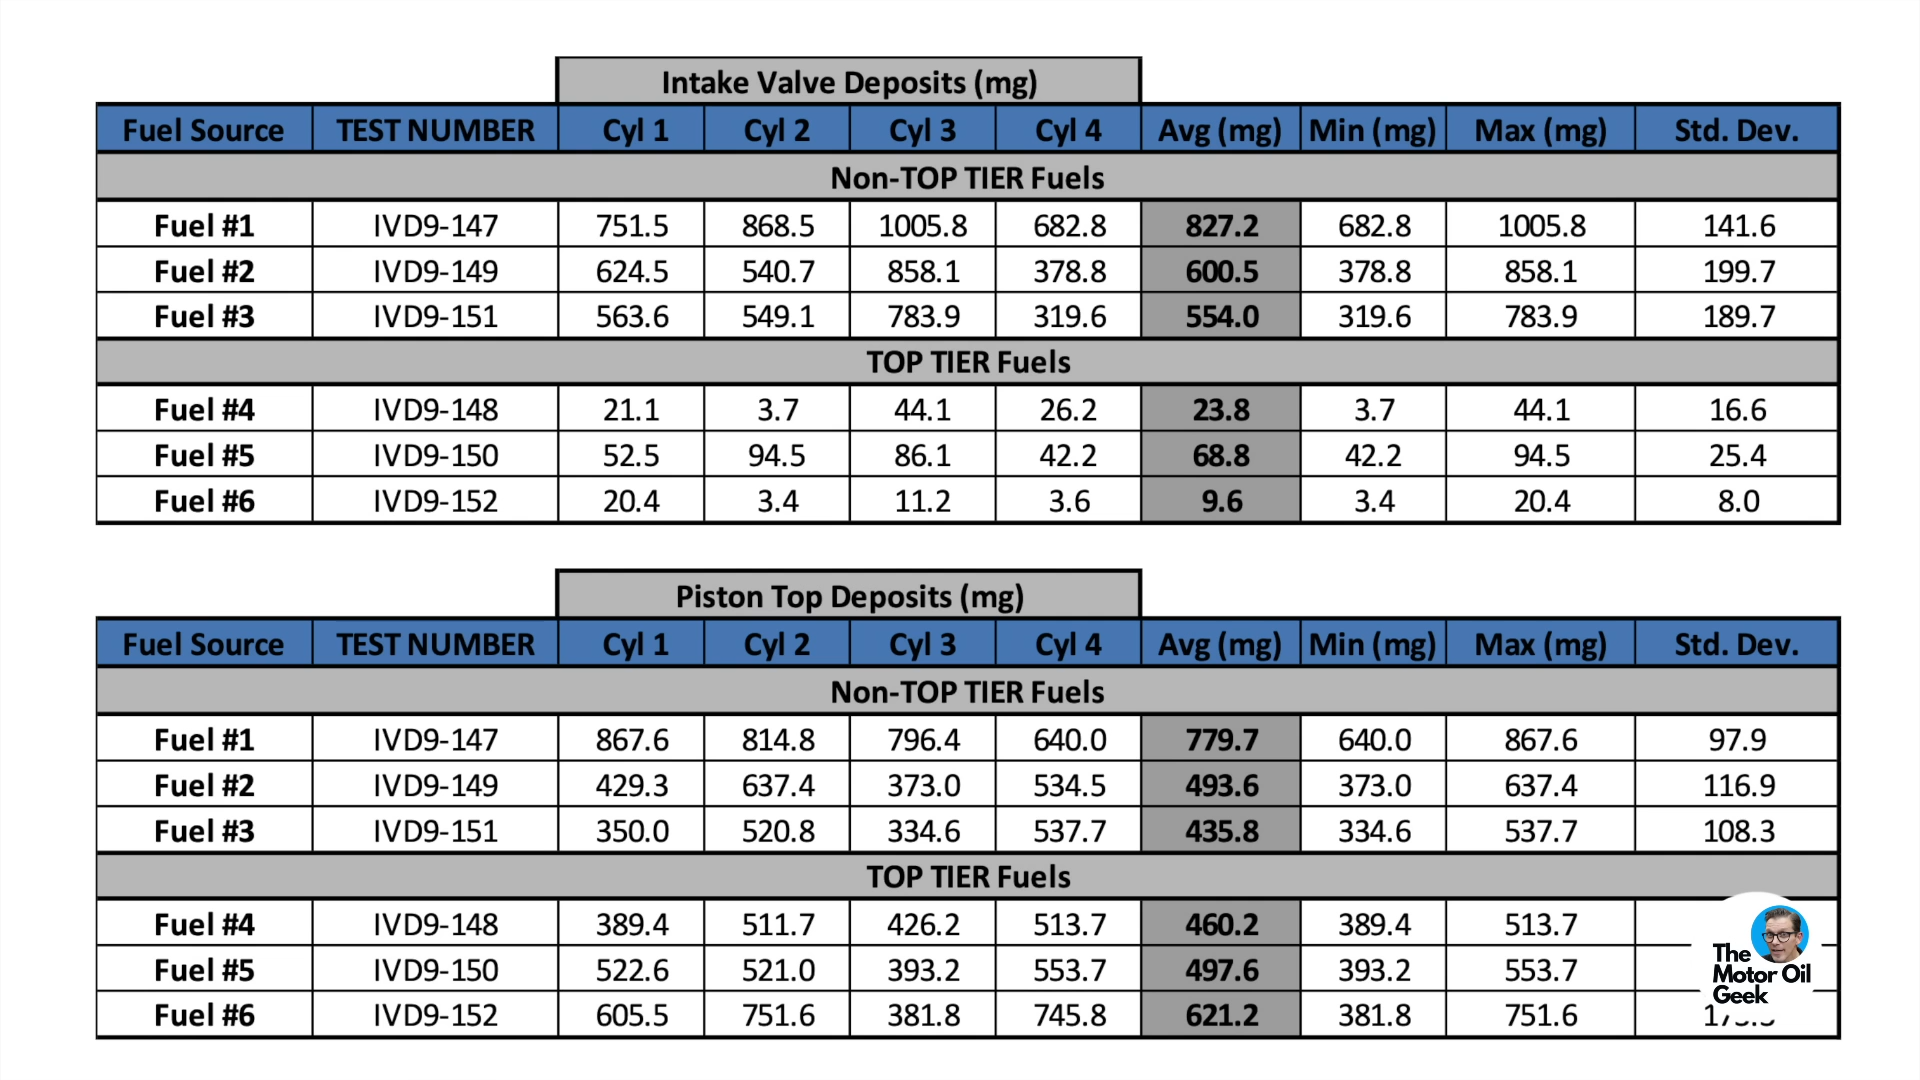 Intake Valve Deposits (mg)
Fuel Source TEST NUMBER Cyl 1 Cyl 2 Cyl 3 Cyl 4 Avg (mg) Min (mg) Max (mg) Std. Dev.
Non-TOP TIER Fuels
Fuel #1 IVD9-147 751.5 868.5 1005.8 682.8 827.2 682.8 1005.8 141.6
Fuel #2 IVD9-149 624.5 540.7 858.1 378.8 600.5 378.8 858.1 199.7
Fuel #3 IVD9-151 563.6 549.1 783.9 319.6 554.0 319.6 783.9 189.7
TOP TIER Fuels
Fuel #4 IVD9-148 21.1 3.7 44.1 26.2 23.8 3.7 44.1 16.6
Fuel #5 IVD9-150 52.5 94.5 86.1 42.2 68.8 42.2 94.5 25.4
Fuel #6 IVD9-152 20.4 3.4 11.2 3.6 9.6 3.4 20.4 8.0
Piston Top Deposits (mg)
Fuel Source TEST NUMBER Cyl 1 Cyl 2 Cyl 3 Cyl 4 Avg (mg) Min (mg) Max (mg) Std. Dev.
Non-TOP TIER Fuels
Fuel #1 IVD9-147 867.6 814.8 796.4 640.0 779.7 640.0 867.6 97.9
Fuel #2 IVD9-149 429.3 637.4 373.0 534.5 493.6 373.0 637.4 116.9
Fuel #3 IVD9-151 350.0 520.8 334.6 537.7 435.8 334.6 537.7 108.3
TOP TIER Fuels
Fuel #4 IVD9-148 389.4 511.7 426.2 513.7 460.2 389.4 513.7
Fuel #5 IVD9-150 522.6 521.0 393.2 553.7 497.6 393.2 553.7
Fuel #6 IVD9-152 605.5 751.6 381.8 745.8 621.2 381.8 751.6
The
Motor Oil
Geek